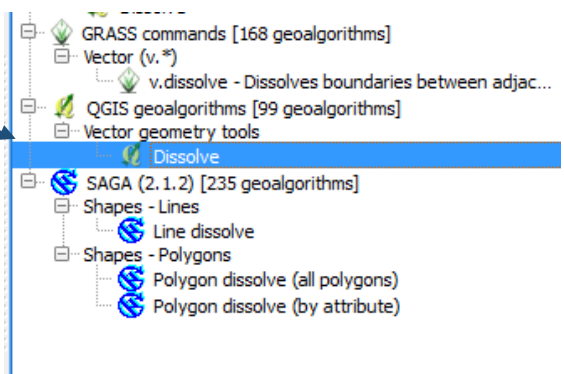 GRASS commands [168 geoalgorithms]
Vector (v.*)
v.dissolve - Dissolves boundaries between adjac...
QGIS geoalgorithms [99 geoalgorithms]
Vector geometry tools
Dissolve
SAGA (2.1.2) [235 geoalgorithms]
Shapes - Lines
Line dissolve
Shapes - Polygons
Polygon dissolve (all polygons)
Polygon dissolve (by attribute)